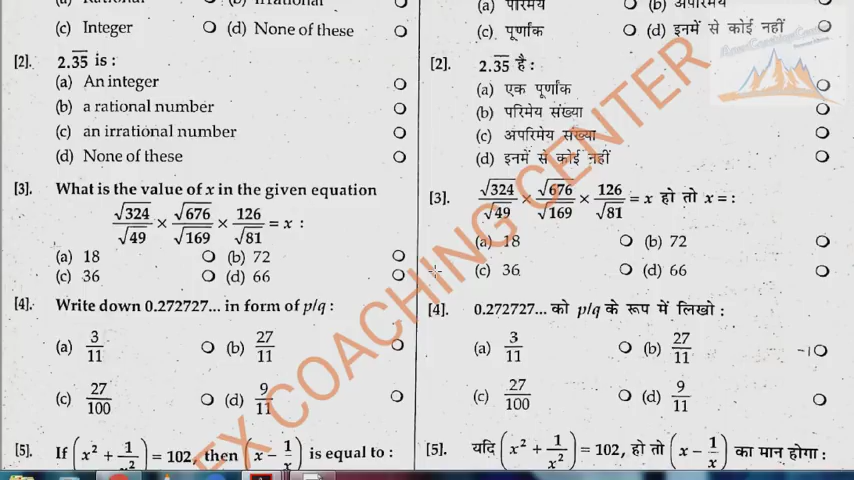 (a) Rational (b) Irrational
(c) Integer (d) None of these
[2]. 2.3̅5̅ is :
(a) An integer
(b) a rational number
(c) an irrational number
(d) None of these
[3]. What is the value of x in the given equation
√324/√49 × √676/√169 × 126/√81 = x :
(a) 18 (b) 72
(c) 36 (d) 66
[4]. Write down 0.272727... in form of p/q :
(a) 3/11 (b) 27/11
(c) 27/100 (d) 9/11
[5]. If (x² + 1/x²) = 102, then (x − 1/x) is equal to :
(a) परिमेय (b) अपरिमेय
(c) पूर्णांक (d) इनमें से कोई नहीं
[2]. 2.3̅5̅ है :
(a) एक पूर्णांक
(b) परिमेय संख्या
(c) अपरिमेय संख्या
(d) इनमें से कोई नहीं
[3]. √324/√49 × √676/√169 × 126/√81 = x हो तो x = :
(a) 18 (b) 72
(c) 36 (d) 66
[4]. 0.272727... को p/q के रूप में लिखो :
(a) 3/11 (b) 27/11
(c) 27/100 (d) 9/11
[5]. यदि (x² + 1/x²) = 102, हो तो (x − 1/x) का मान होगा :
EX COACHING CENTER